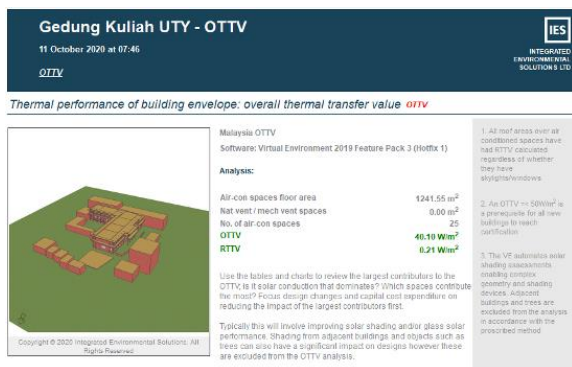 Gedung Kuliah UTY - OTTV
11 October 2020 at 07:46
OTTV
IES
INTEGRATED
ENVIRONMENTAL
SOLUTIONS LTD
Thermal performance of building envelope: overall thermal transfer value OTTV
Copyright © 2020 Integrated Environmental Solutions. All
Rights Reserved
Malaysia OTTV
Software: Virtual Environment 2019 Feature Pack 3 (Hotfix 1)
Analysis:
Air-con spaces floor area 1241.55 m²
Nat vent / mech vent spaces 0.00 m²
No. of air-con spaces 25
OTTV 40.10 W/m²
RTTV 0.21 W/m²
Use the tables and charts to review the largest contributors to the
OTTV, is it solar conduction that dominates? Which spaces contribute
the most? Focus design changes and capital cost expenditure on
reducing the impact of the largest contributors first.
Typically this will involve improving solar shading and/or glass solar
performance. Shading from adjacent buildings and objects such as
trees can also have a significant impact on designs however these
are excluded from the OTTV analysis.
1. All roof areas over air
conditioned spaces have
had RTTV calculated
regardless of whether
they have
skylights/windows
2. An OTTV <= 50W/m² is
a prerequisite for all new
buildings to reach
certification
3. The VE automates solar
shading assessments
enabling complex
geometry and shading
devices. Adjacent
buildings and trees are
excluded from the analysis
in accordance with the
proscribed method